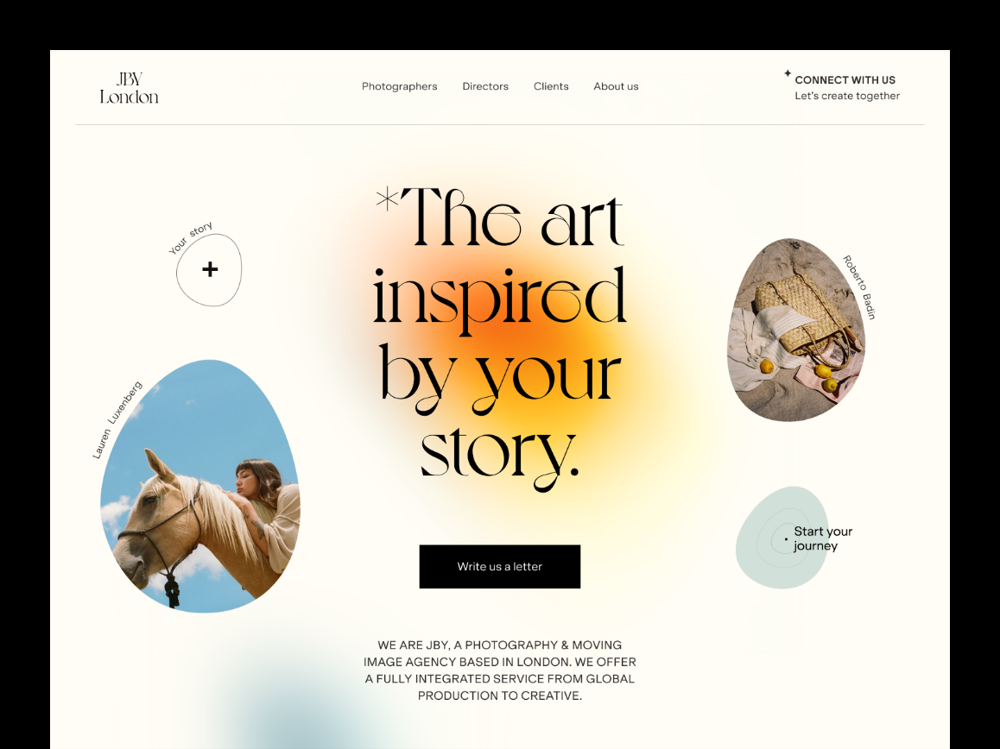 JBY
London
Photographers
Directors
Clients
About us
CONNECT WITH US
Let's create together
*The art
inspired
by your
story.
Your story
Lauren Luxenberg
Roberto Badin
Start your
journey
Write us a letter
WE ARE JBY, A PHOTOGRAPHY & MOVING
IMAGE AGENCY BASED IN LONDON. WE OFFER
A FULLY INTEGRATED SERVICE FROM GLOBAL
PRODUCTION TO CREATIVE.